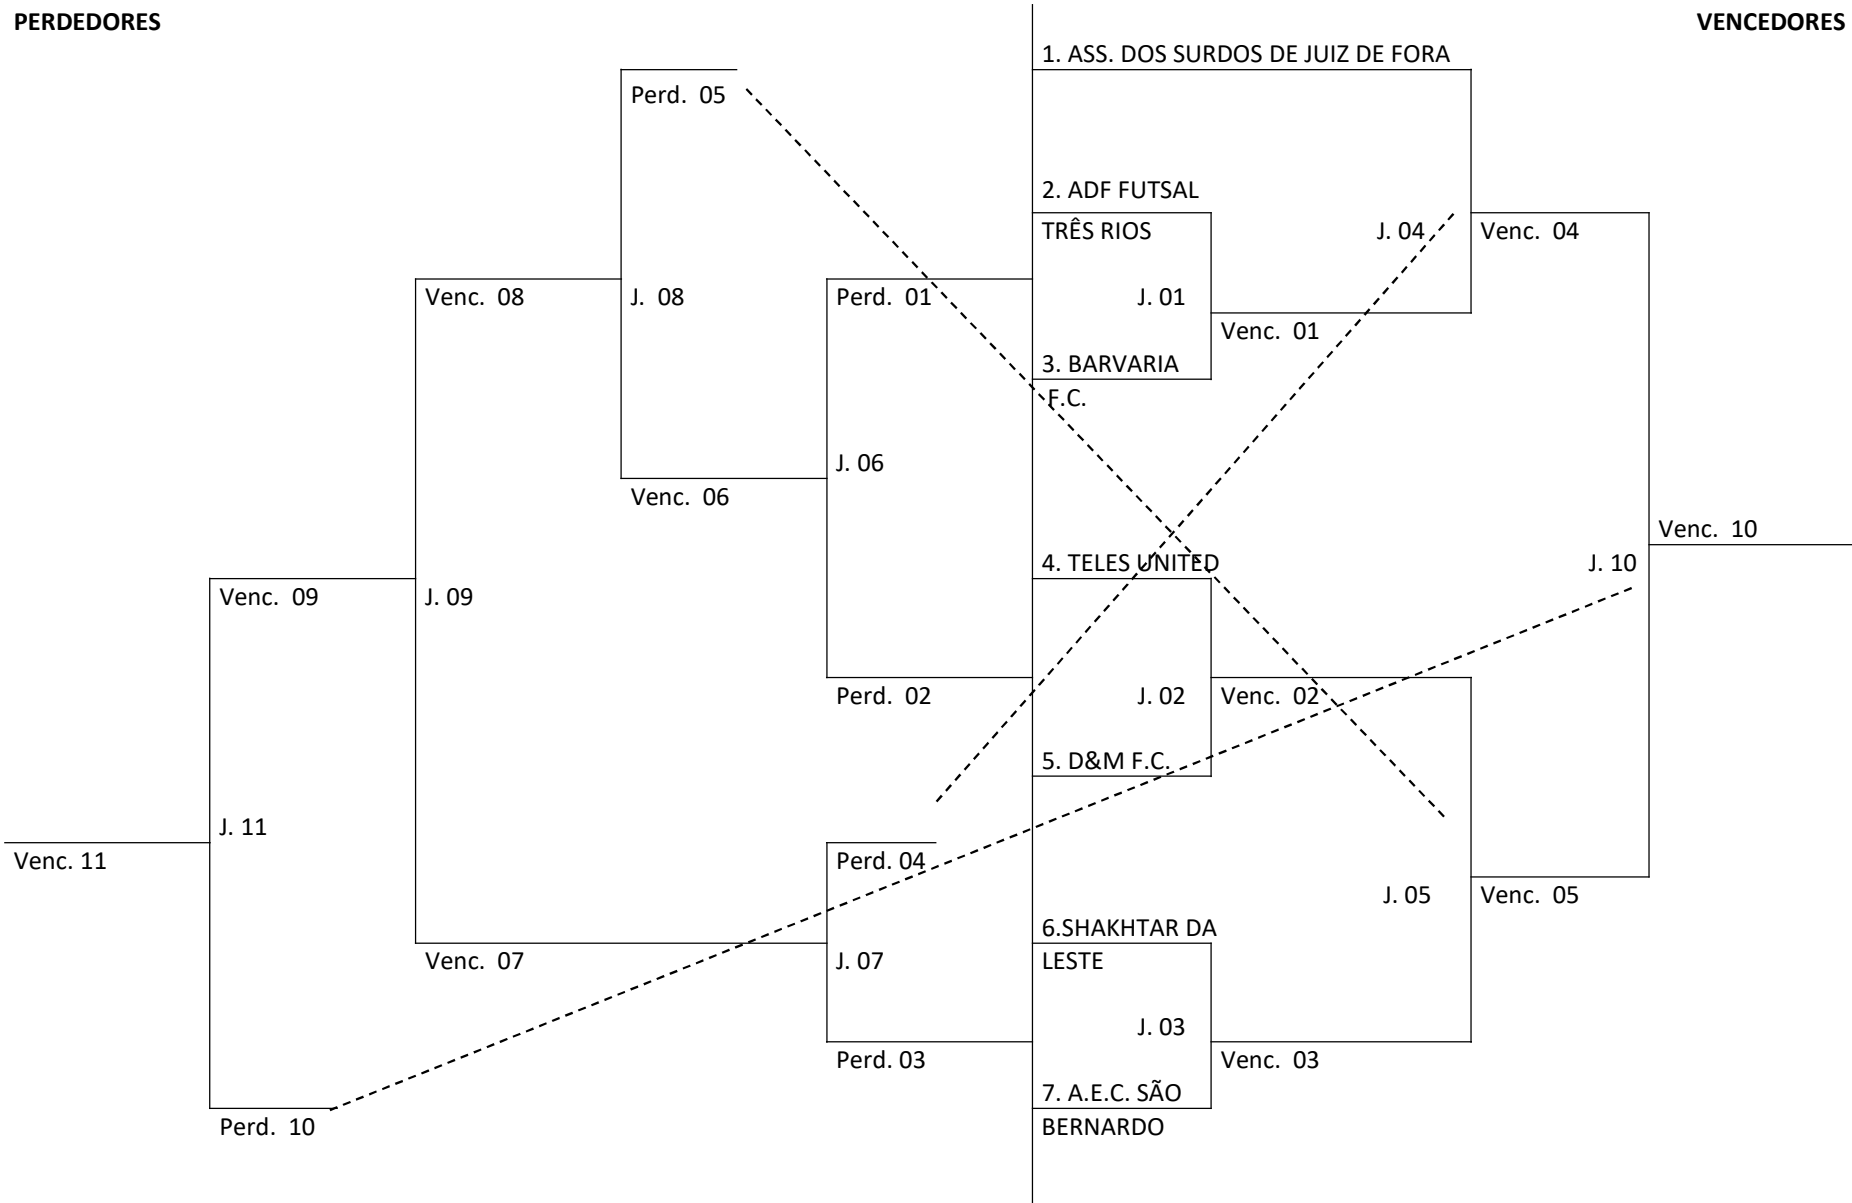 PERDEDORES
VENCEDORES
1. ASS. DOS SURDOS DE JUIZ DE FORA
Perd.  05
2. ADF FUTSAL
TRÊS RIOS
J. 04
Venc.  04
Venc.  08
J.  08
Perd.  01
J. 01
Venc.  01
3. BARVARIA
F.C.
J. 06
Venc.  06
Venc.  10
4. TELES UNITED
J. 10
Venc.  09
J. 09
Perd.  02
J. 02
Venc.  02
5. D&M F.C.
J. 11
Venc. 11
Perd. 04
J. 05
Venc.  05
6.SHAKHTAR DA
LESTE
Venc.  07
J. 07
J. 03
Perd. 03
Venc.  03
7. A.E.C. SÃO
BERNARDO
Perd.  10